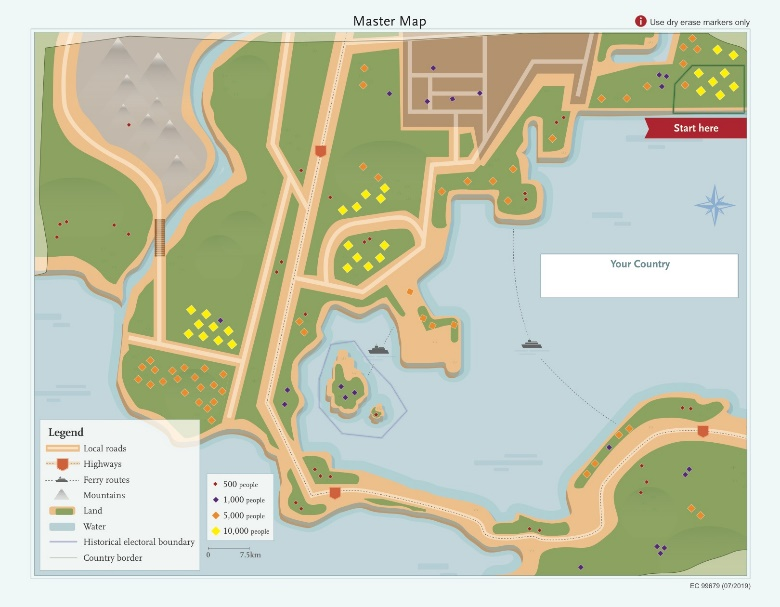 Master Map
i Use dry erase markers only
Start here
Your Country
Legend
Local roads
Highways
Ferry routes
Mountains
Land
Water
Historical electoral boundary
Country border
500 people
1,000 people
5,000 people
10,000 people
0 7.5km
EC 99679 (07/2019)